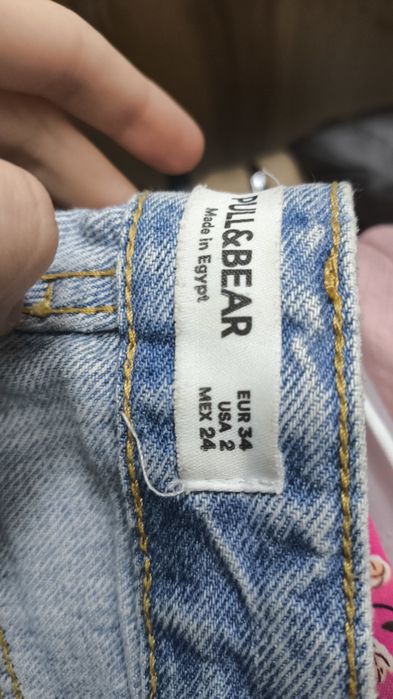 PULL&BEAR
Made in Egypt
EUR 34
USA 2
MEX 24